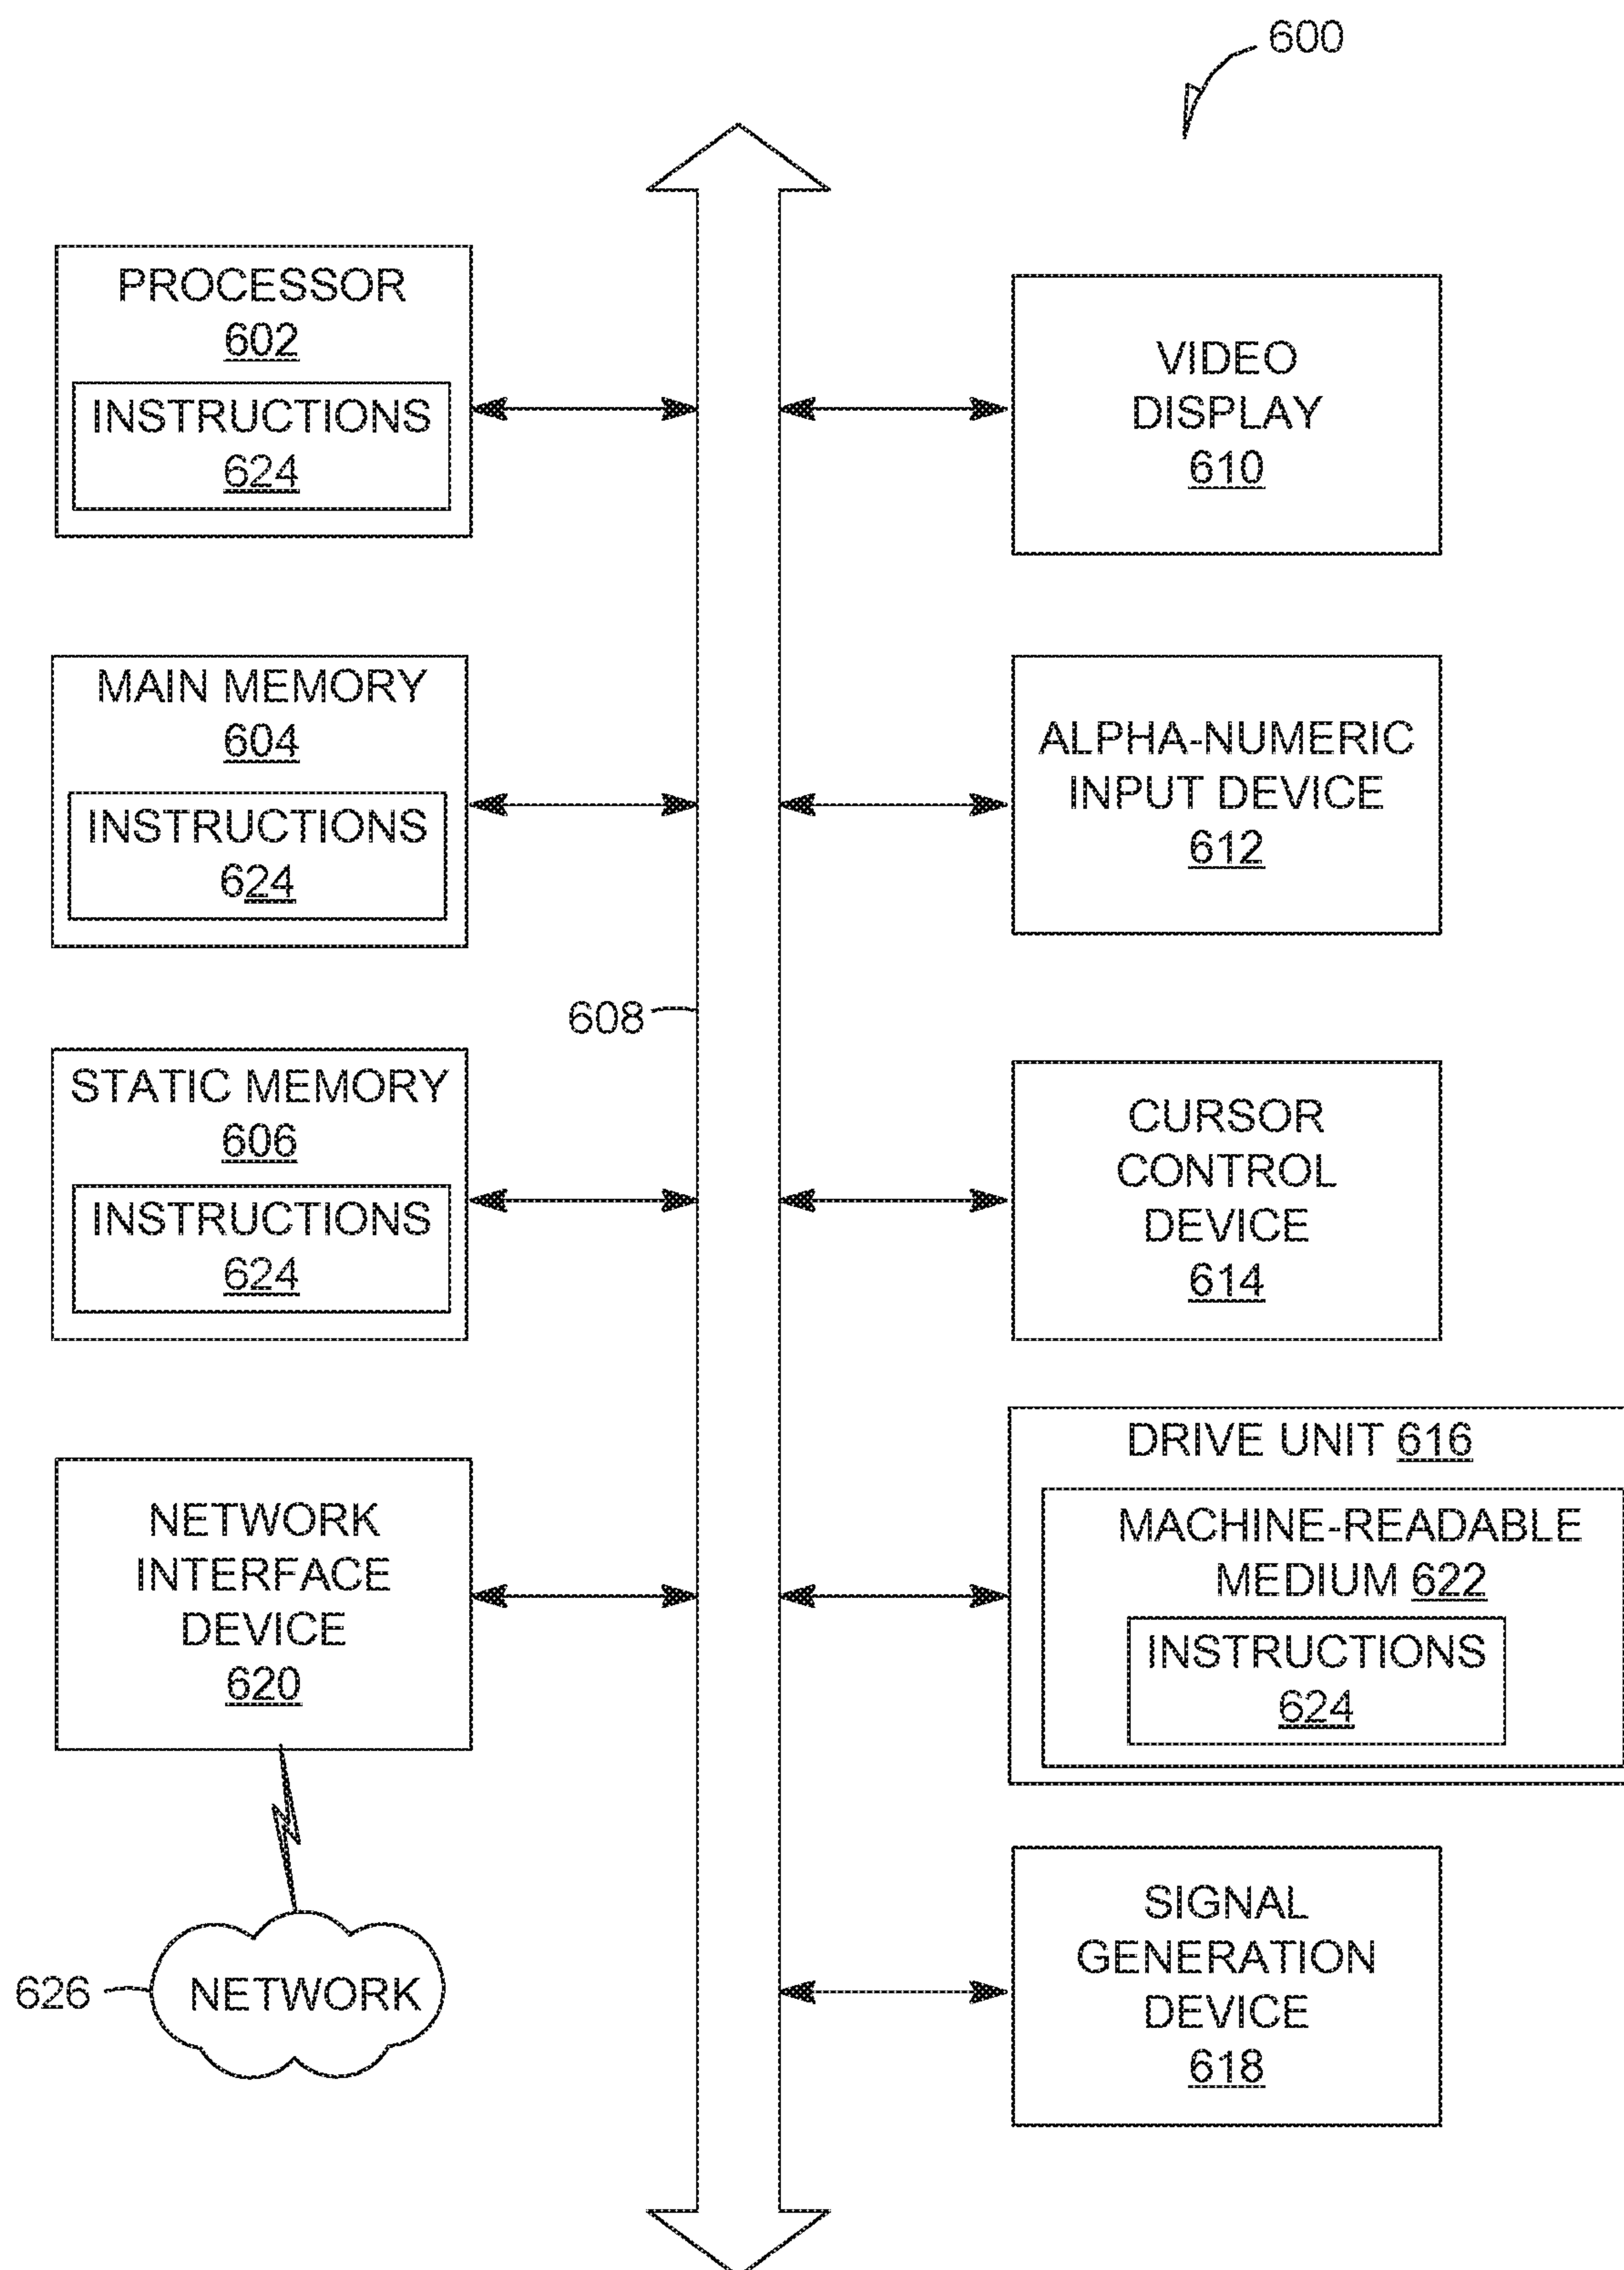 600
PROCESSOR
602
INSTRUCTIONS
624
VIDEO
DISPLAY
610
MAIN MEMORY
604
INSTRUCTIONS
624
ALPHA-NUMERIC
INPUT DEVICE
612
608
STATIC MEMORY
606
INSTRUCTIONS
624
CURSOR
CONTROL
DEVICE
614
NETWORK
INTERFACE
DEVICE
620
DRIVE UNIT 616
MACHINE-READABLE
MEDIUM 622
INSTRUCTIONS
624
626
NETWORK
SIGNAL
GENERATION
DEVICE
618